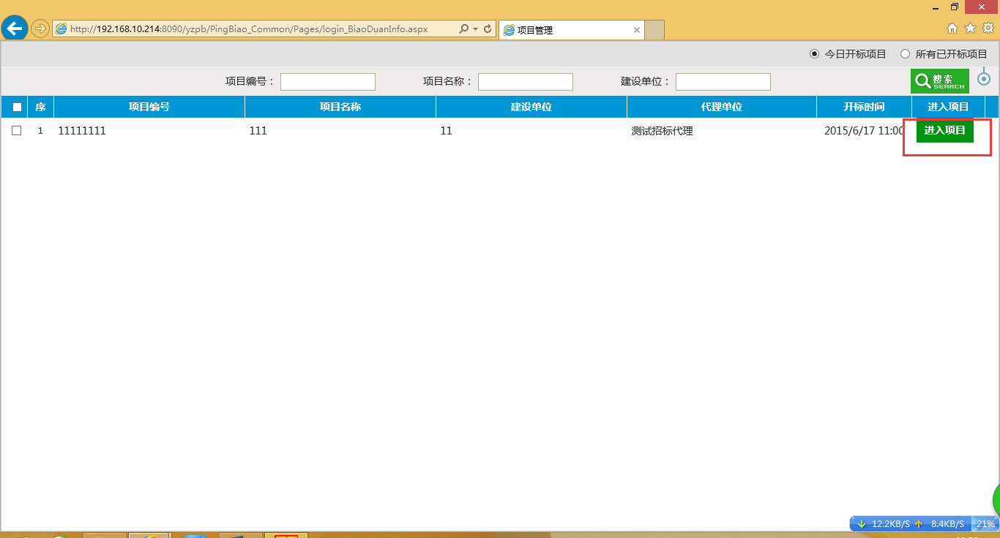 http://192.168.10.214:8090/yzpb/PingBiao_Common/Pages/login_BiaoDuanInfo.aspx
项目管理
今日开标项目 所有已开标项目
项目编号： 项目名称： 建设单位： 搜索 SEARCH
序 项目编号 项目名称 建设单位 代理单位 开标时间 进入项目
1 11111111 111 11 测试招标代理 2015/6/17 11:00 进入项目
12.2KB/S 8.4KB/S 21%